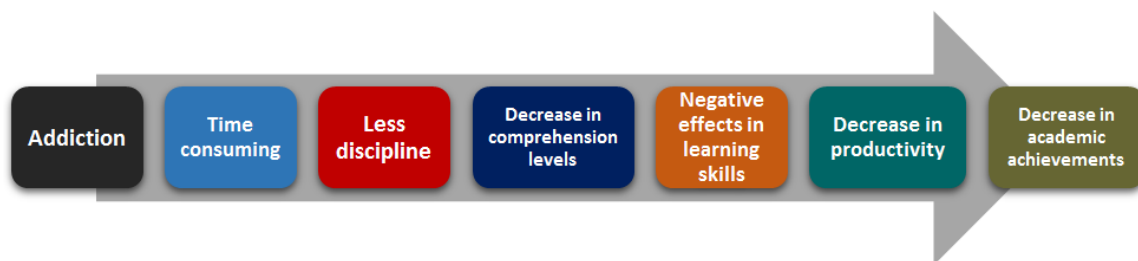 Addiction
Time
consuming
Less
discipline
Decrease in
comprehension
levels
Negative
effects in
learning
skills
Decrease in
productivity
Decrease in
academic
achievements